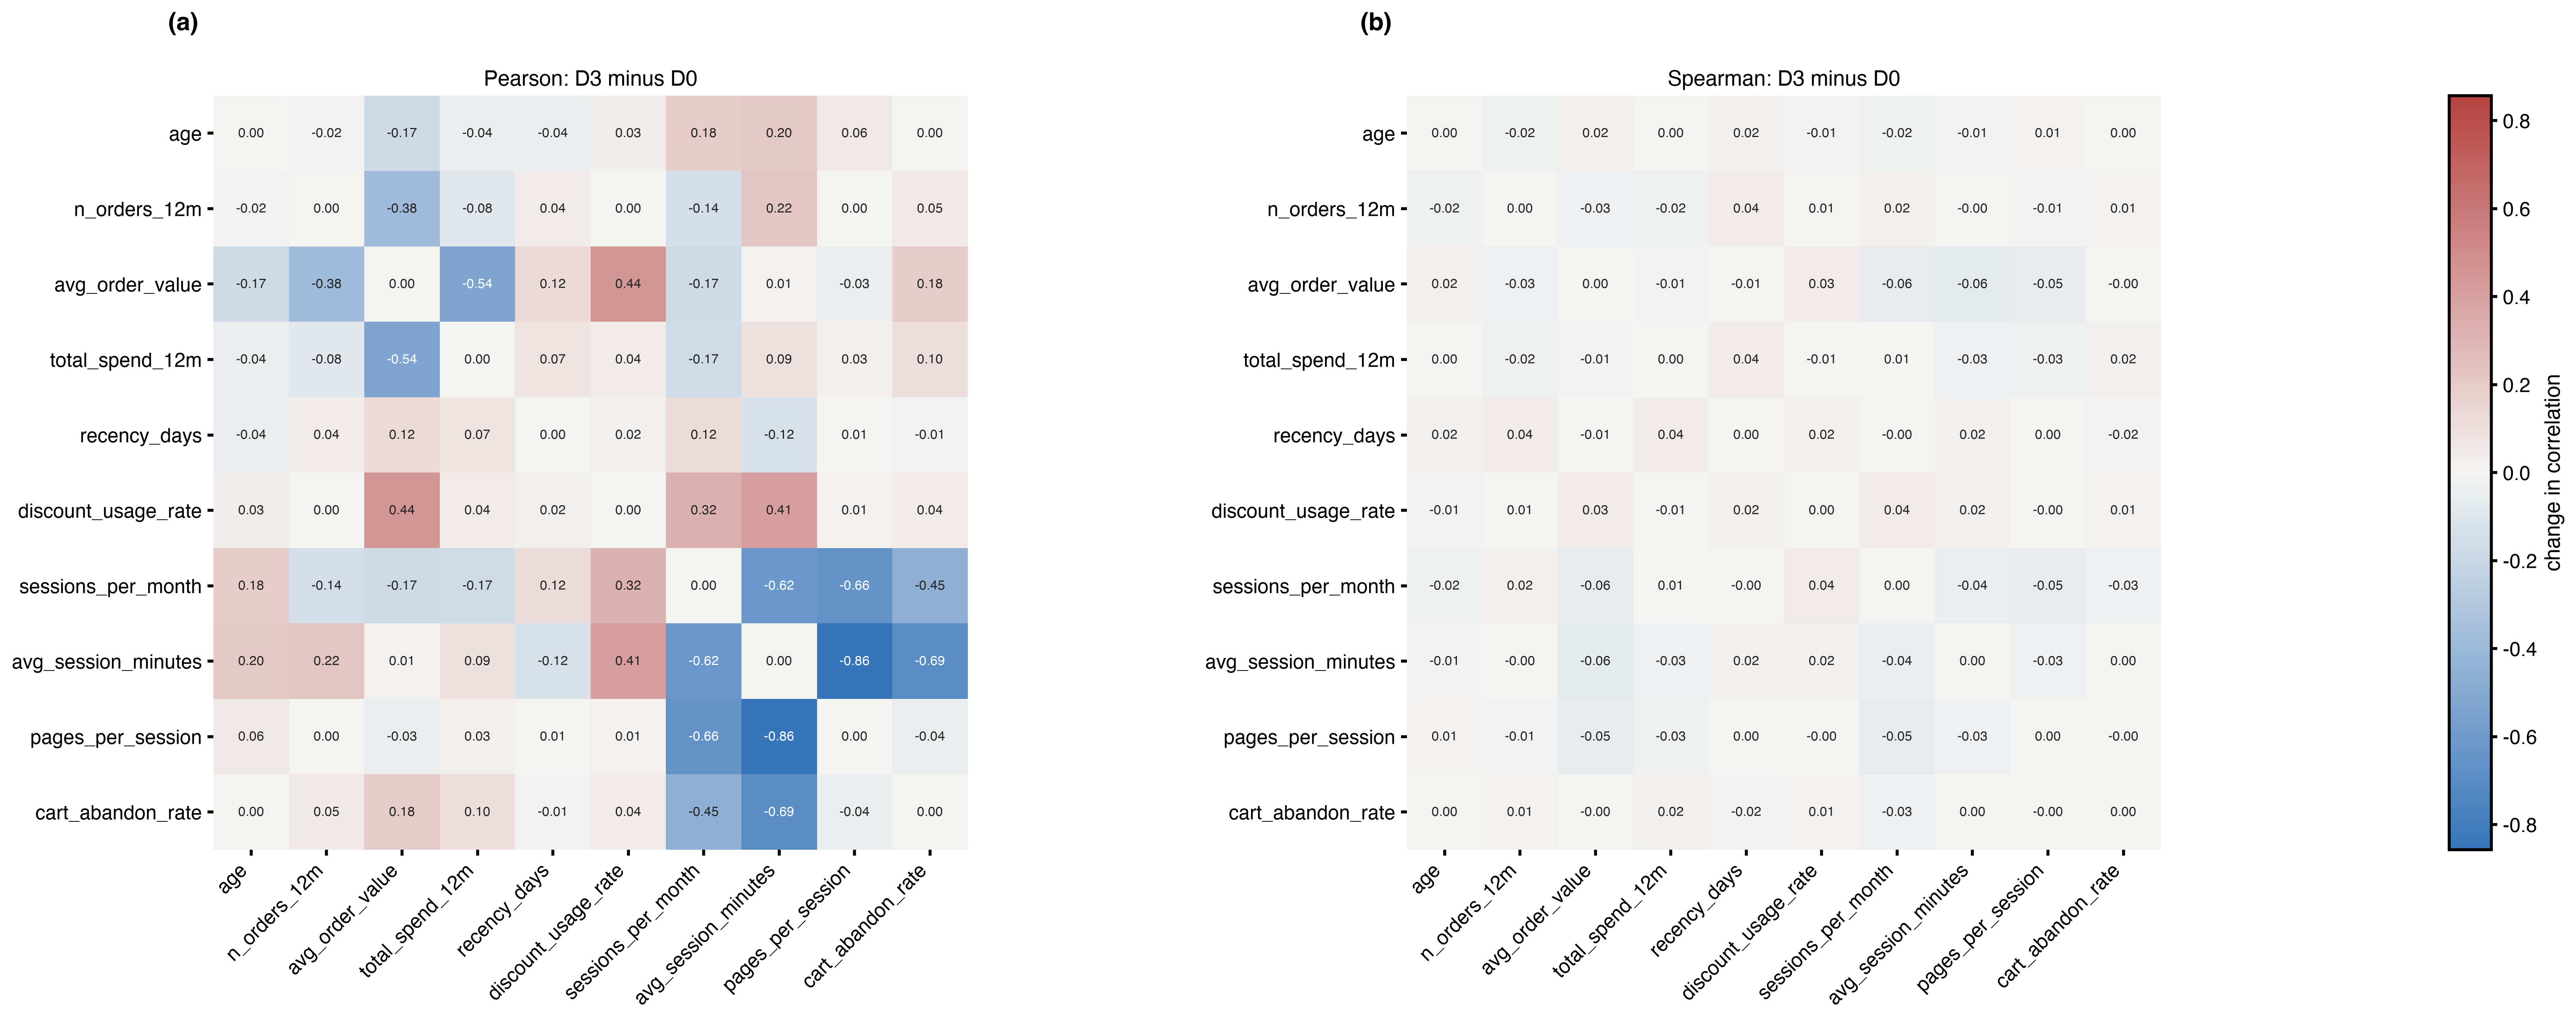 (a)
Pearson: D3 minus D0
age 0.00 -0.02 -0.17 -0.04 -0.04 0.03 0.18 0.20 0.06 0.00
n_orders_12m -0.02 0.00 -0.38 -0.08 0.04 0.00 -0.14 0.22 0.00 0.05
avg_order_value -0.17 -0.38 0.00 -0.54 0.12 0.44 -0.17 0.01 -0.03 0.18
total_spend_12m -0.04 -0.08 -0.54 0.00 0.07 0.04 -0.17 0.09 0.03 0.10
recency_days -0.04 0.04 0.12 0.07 0.00 0.02 0.12 -0.12 0.01 -0.01
discount_usage_rate 0.03 0.00 0.44 0.04 0.02 0.00 0.32 0.41 0.01 0.04
sessions_per_month 0.18 -0.14 -0.17 -0.17 0.12 0.32 0.00 -0.62 -0.66 -0.45
avg_session_minutes 0.20 0.22 0.01 0.09 -0.12 0.41 -0.62 0.00 -0.86 -0.69
pages_per_session 0.06 0.00 -0.03 0.03 0.01 0.01 -0.66 -0.86 0.00 -0.04
cart_abandon_rate 0.00 0.05 0.18 0.10 -0.01 0.04 -0.45 -0.69 -0.04 0.00
age
n_orders_12m
avg_order_value
total_spend_12m
recency_days
discount_usage_rate
sessions_per_month
avg_session_minutes
pages_per_session
cart_abandon_rate
(b)
Spearman: D3 minus D0
age 0.00 -0.02 0.02 0.00 0.02 -0.01 -0.02 -0.01 0.01 0.00
n_orders_12m -0.02 0.00 -0.03 -0.02 0.04 0.01 0.02 -0.00 -0.01 0.01
avg_order_value 0.02 -0.03 0.00 -0.01 -0.01 0.03 -0.06 -0.06 -0.05 -0.00
total_spend_12m 0.00 -0.02 -0.01 0.00 0.04 -0.01 0.01 -0.03 -0.03 0.02
recency_days 0.02 0.04 -0.01 0.04 0.00 0.02 -0.00 0.02 0.00 -0.02
discount_usage_rate -0.01 0.01 0.03 -0.01 0.02 0.00 0.04 0.02 -0.00 0.01
sessions_per_month -0.02 0.02 -0.06 0.01 -0.00 0.04 0.00 -0.04 -0.05 -0.03
avg_session_minutes -0.01 -0.00 -0.06 -0.03 0.02 0.02 -0.04 0.00 -0.03 0.00
pages_per_session 0.01 -0.01 -0.05 -0.03 0.00 -0.00 -0.05 -0.03 0.00 -0.00
cart_abandon_rate 0.00 0.01 -0.00 0.02 -0.02 0.01 -0.03 0.00 -0.00 0.00
age
n_orders_12m
avg_order_value
total_spend_12m
recency_days
discount_usage_rate
sessions_per_month
avg_session_minutes
pages_per_session
cart_abandon_rate
0.8
0.6
0.4
0.2
0.0
-0.2
-0.4
-0.6
-0.8
change in correlation